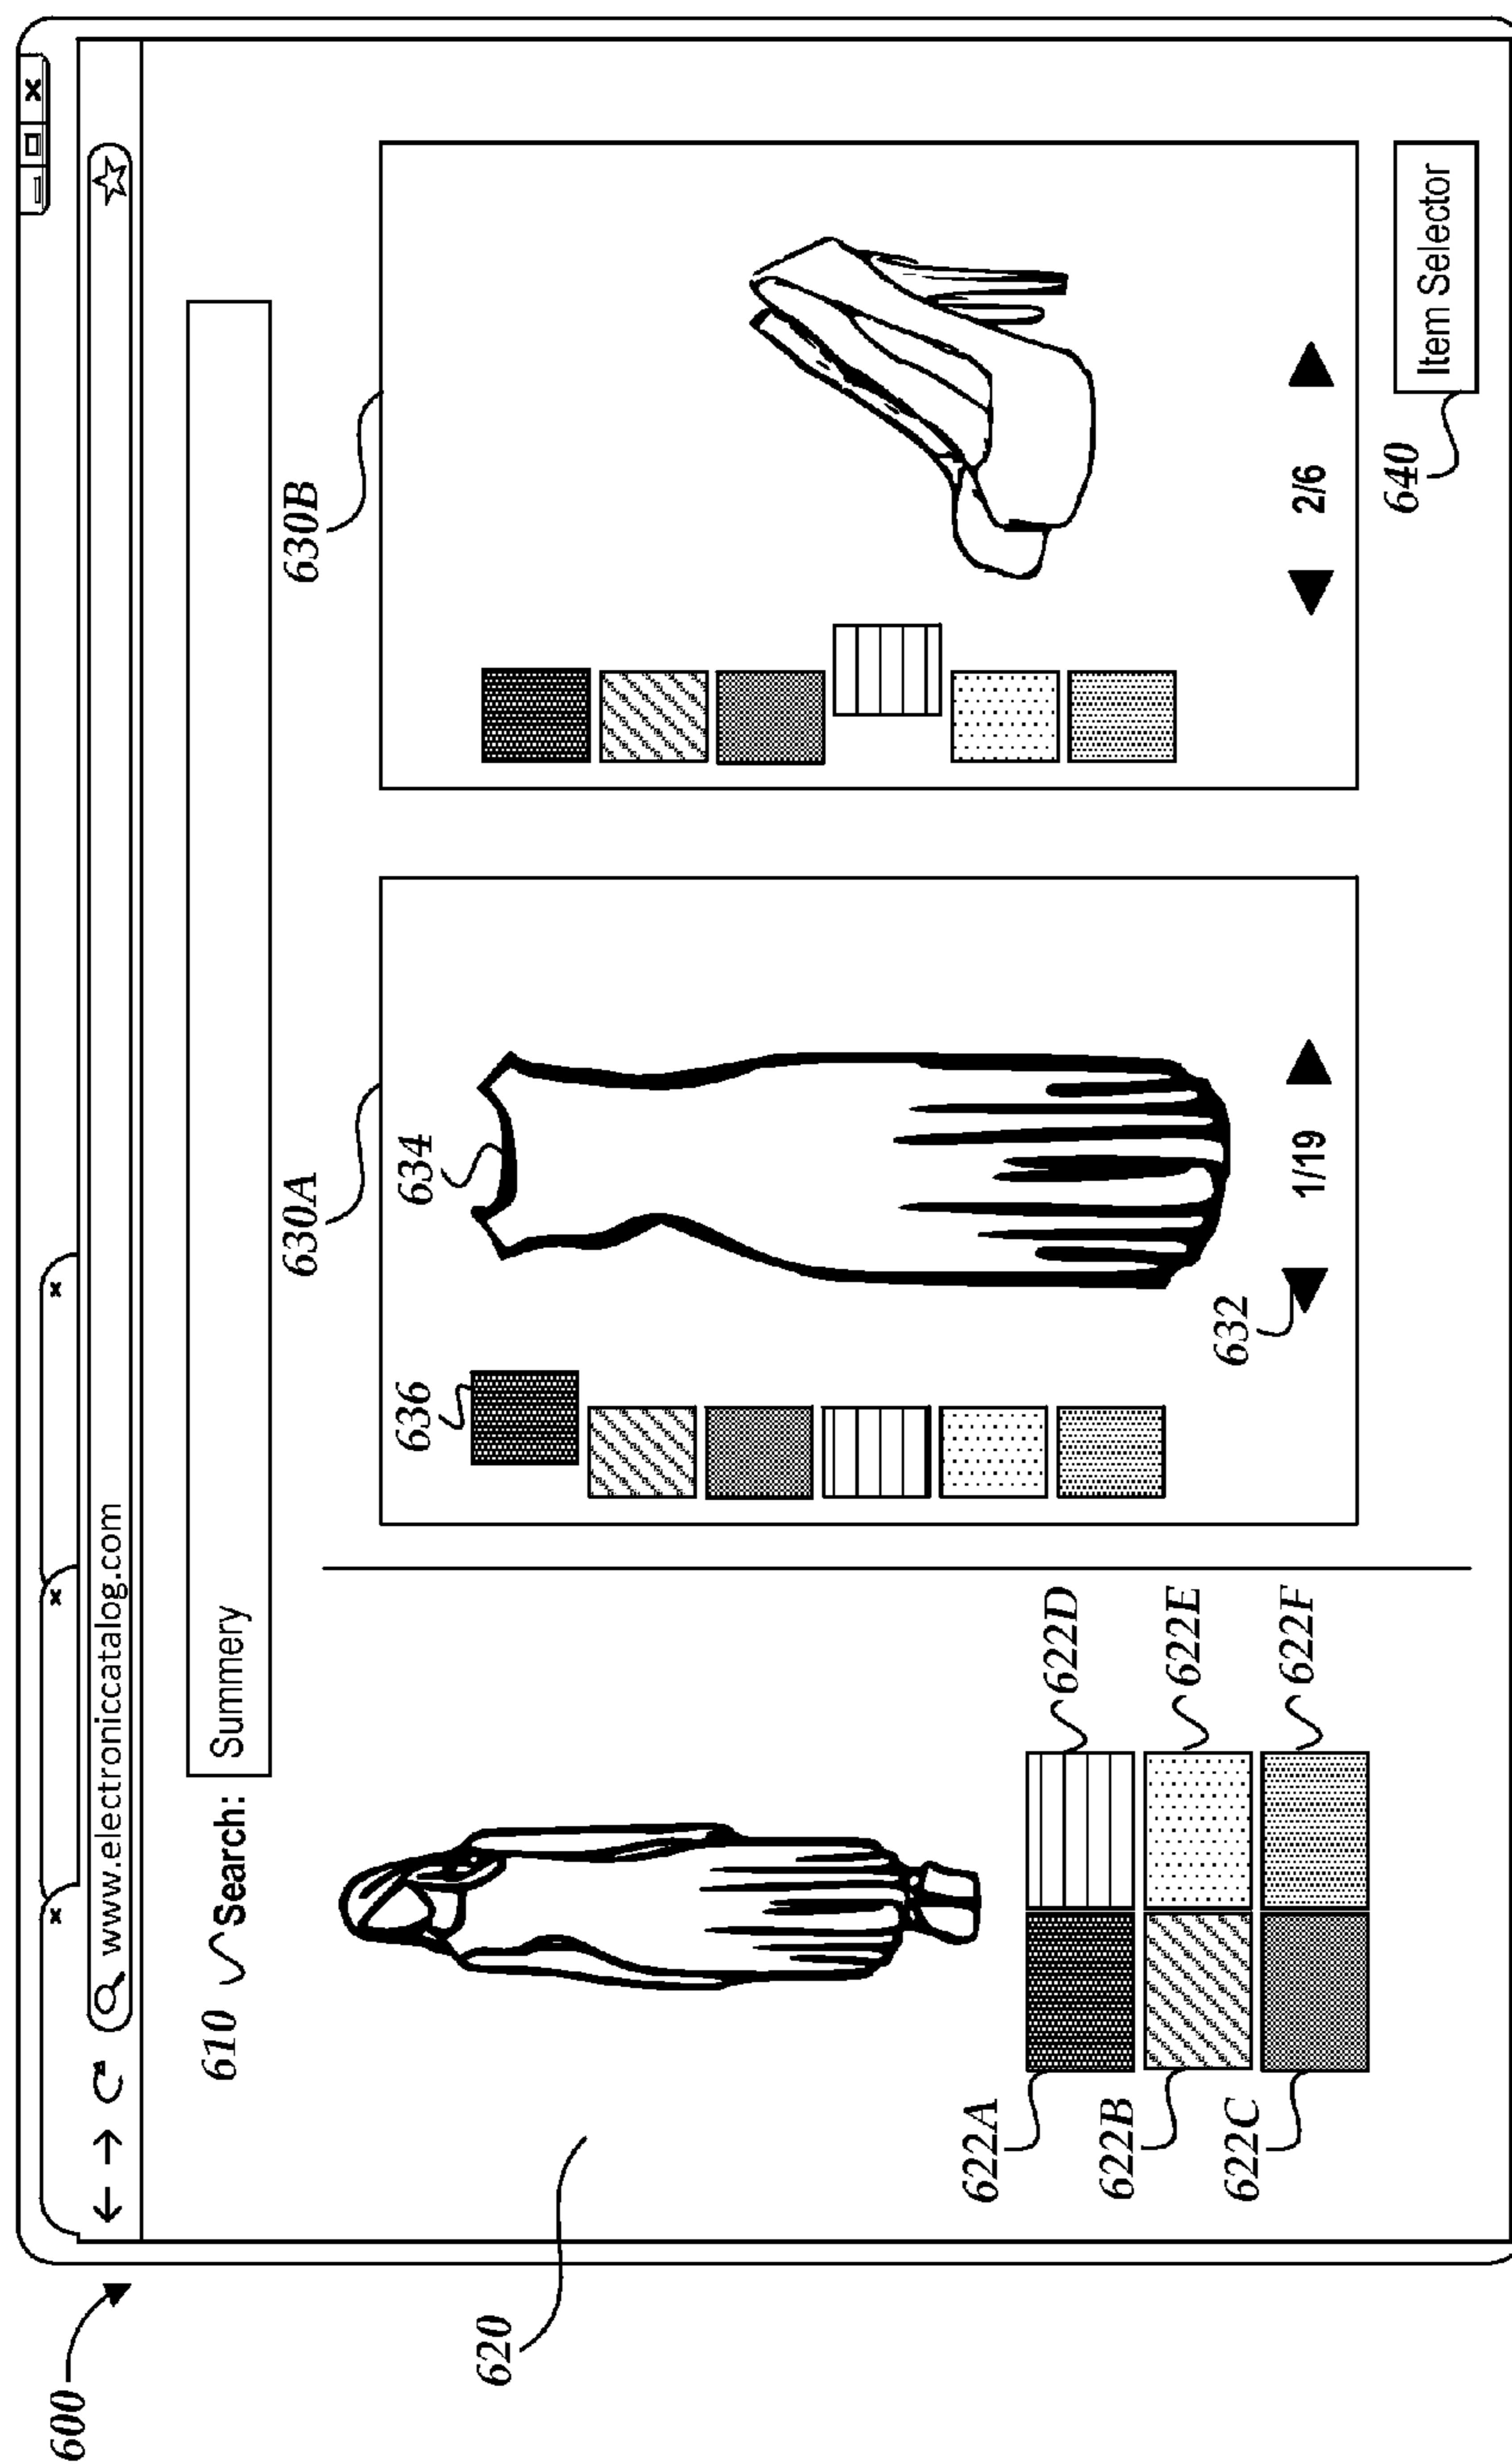 600
www.electroniccatalog.com
610
Search:
Summery
620
630A
630B
636
634
622A
622D
622B
622E
622C
622F
632
1/19
2/6
640
Item Selector